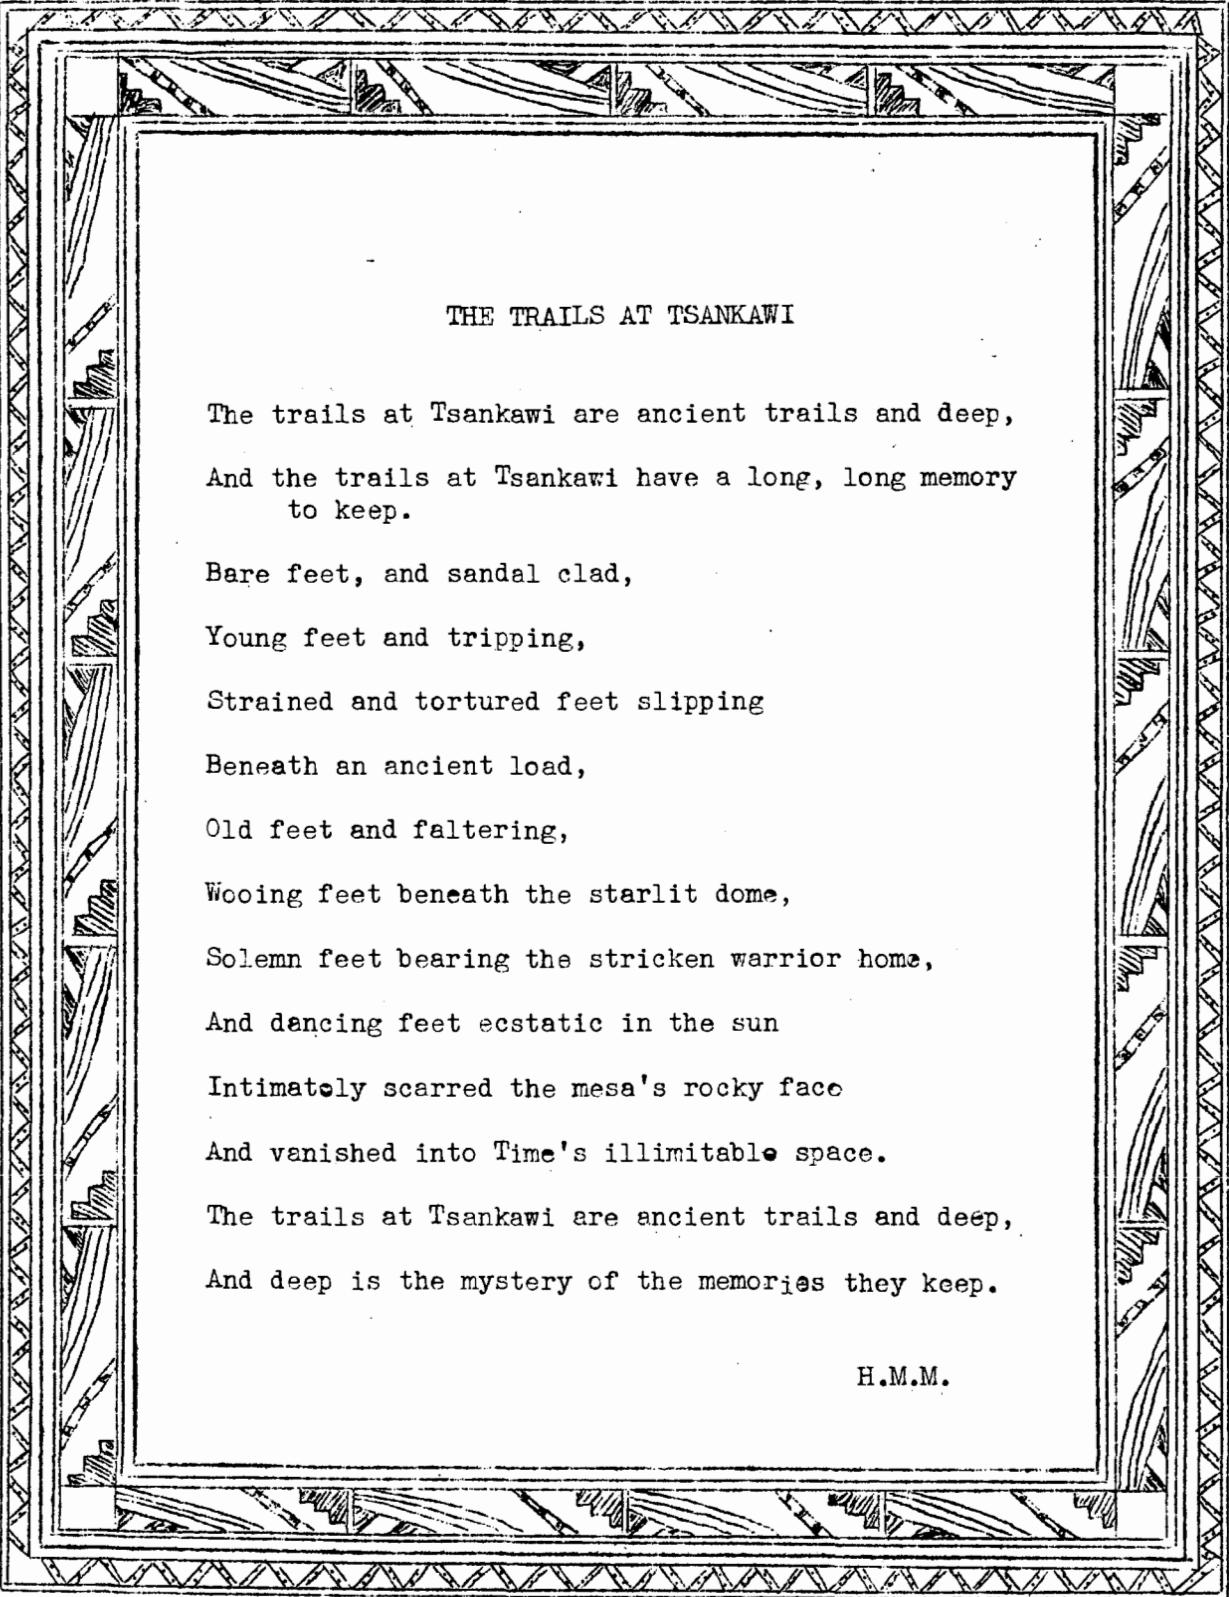 THE TRAILS AT TSANKAWI
The trails at Tsankawi are ancient trails and deep,
And the trails at Tsankawi have a long, long memory
to keep.
Bare feet, and sandal clad,
Young feet and tripping,
Strained and tortured feet slipping
Beneath an ancient load,
Old feet and faltering,
Wooing feet beneath the starlit dome,
Solemn feet bearing the stricken warrior home,
And dancing feet ecstatic in the sun
Intimately scarred the mesa's rocky face
And vanished into Time's illimitable space.
The trails at Tsankawi are ancient trails and deep,
And deep is the mystery of the memories they keep.
H.M.M.